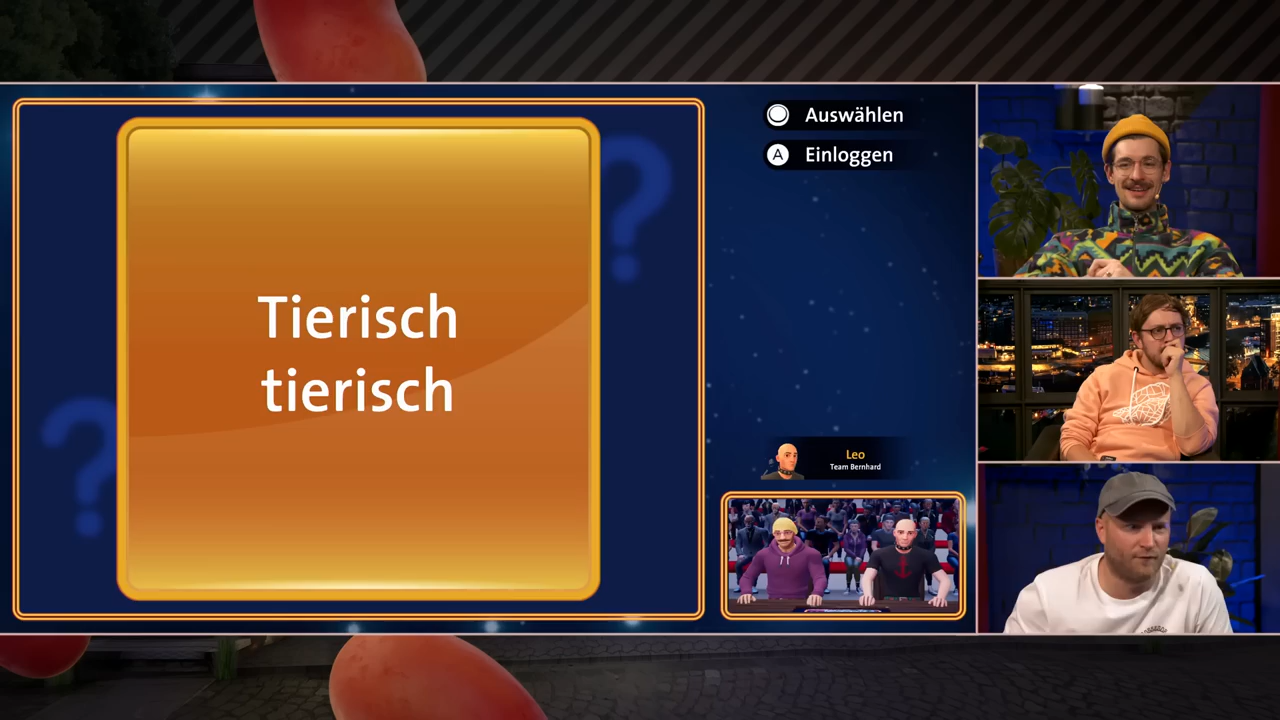 Tierisch
tierisch
Auswählen
A Einloggen
Leo
Team Bernhard